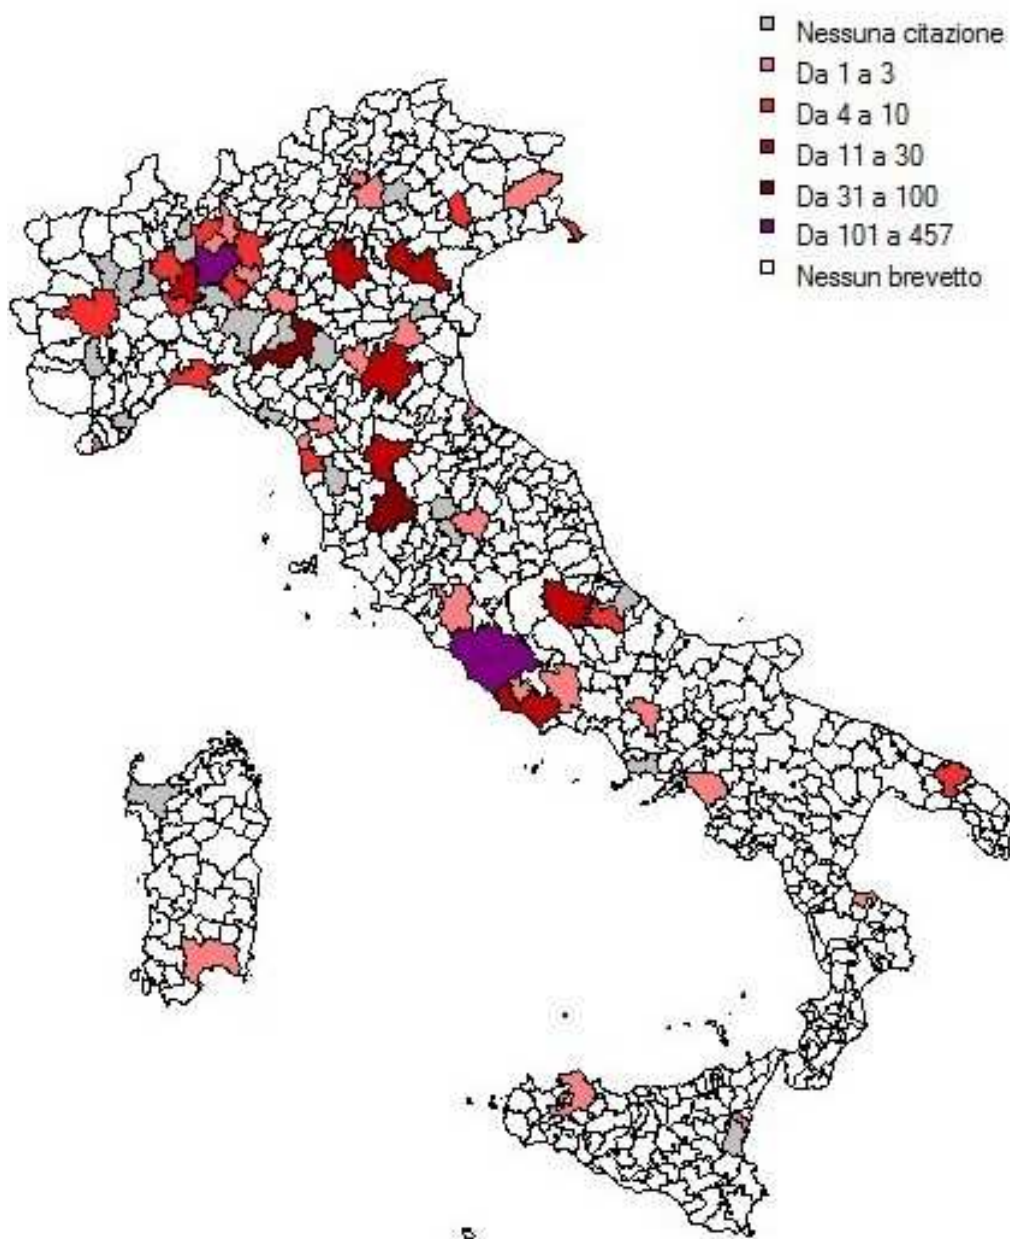 Nessuna citazione
Da 1 a 3
Da 4 a 10
Da 11 a 30
Da 31 a 100
Da 101 a 457
Nessun brevetto